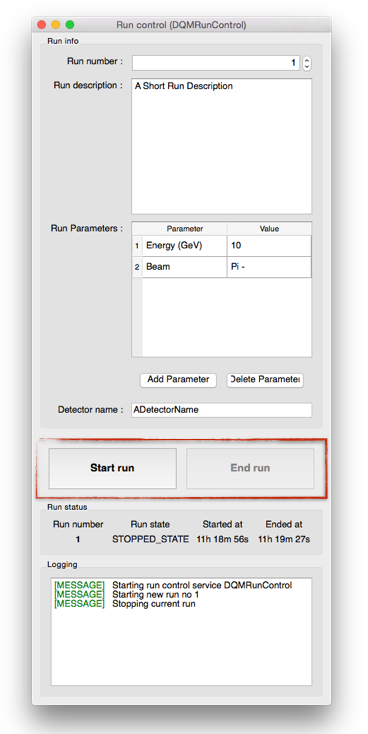 Run control (DQMRunControl)
Run info
Run number : 1
Run description : A Short Run Description
Run Parameters : Parameter Value
1 Energy (GeV) 10
2 Beam Pi -
Add Parameter Delete Parameter
Detector name : ADetectorName
Start run End run
Run status
Run number Run state Started at Ended at
1 STOPPED_STATE 11h 18m 56s 11h 19m 27s
Logging
[MESSAGE] Starting run control service DQMRunControl
[MESSAGE] Starting new run no 1
[MESSAGE] Stopping current run